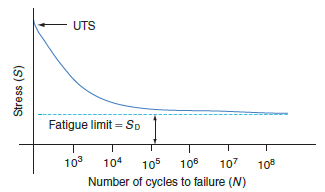 UTS
Stress (S)
Fatigue limit = SD
10³ 10⁴ 10⁵ 10⁶ 10⁷ 10⁸
Number of cycles to failure (N)